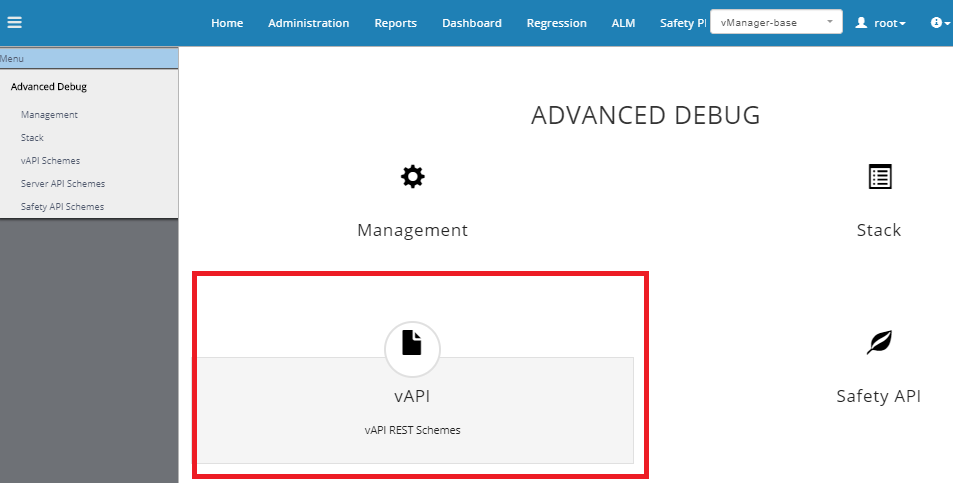 Home Administration Reports Dashboard Regression ALM Safety vManager-base root
Menu
Advanced Debug
Management
Stack
vAPI Schemes
Server API Schemes
Safety API Schemes
ADVANCED DEBUG
Management
Stack
vAPI
vAPI REST Schemes
Safety API